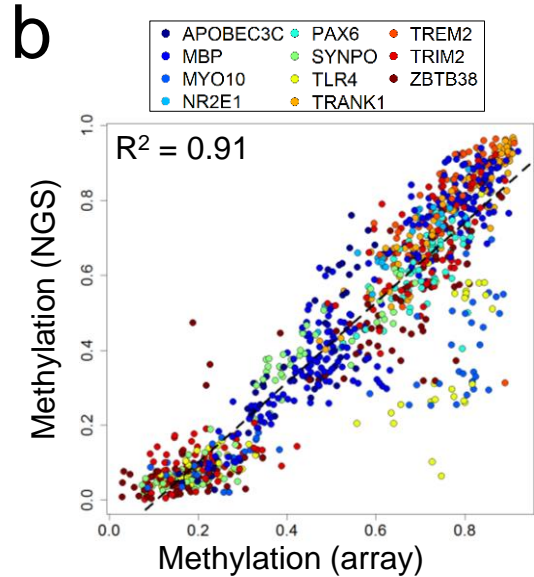 b
APOBEC3C PAX6 TREM2
MBP SYNPO TRIM2
MYO10 TLR4 ZBTB38
NR2E1 TRANK1
R² = 0.91
Methylation (NGS)
1.0
0.8
0.6
0.4
0.2
0.0
0.0 0.2 0.4 0.6 0.8
Methylation (array)